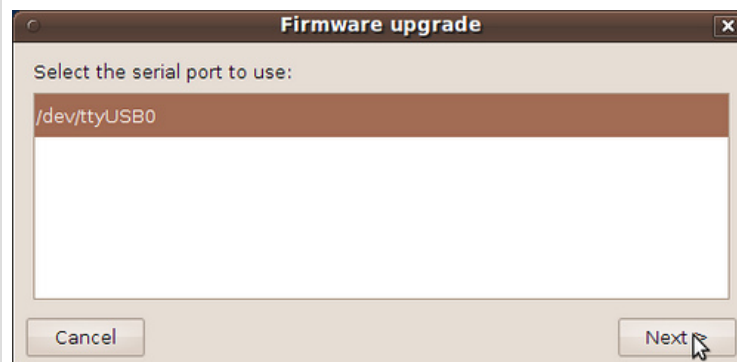 Firmware upgrade
Select the serial port to use:
/dev/ttyUSB0
Cancel
Next >